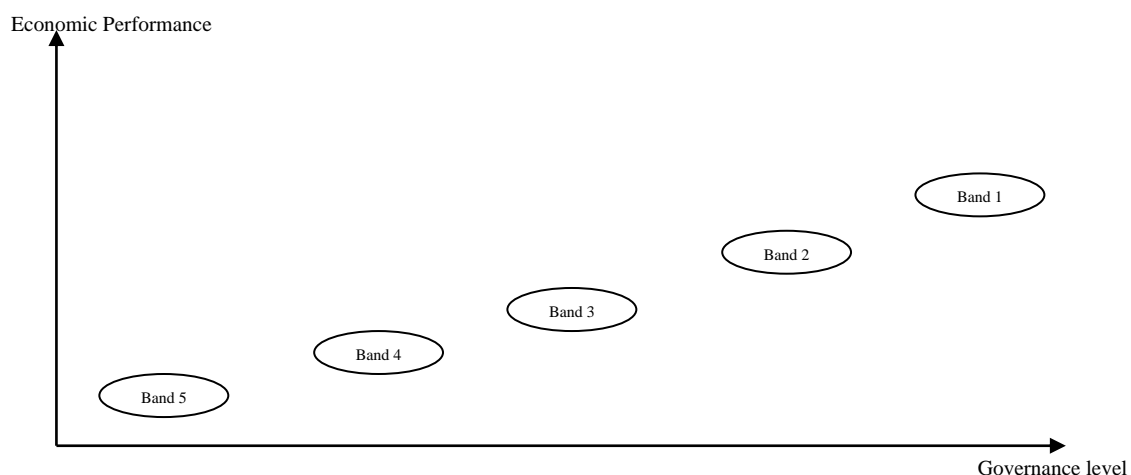 Economic Performance
Band 1
Band 2
Band 3
Band 4
Band 5
Governance level